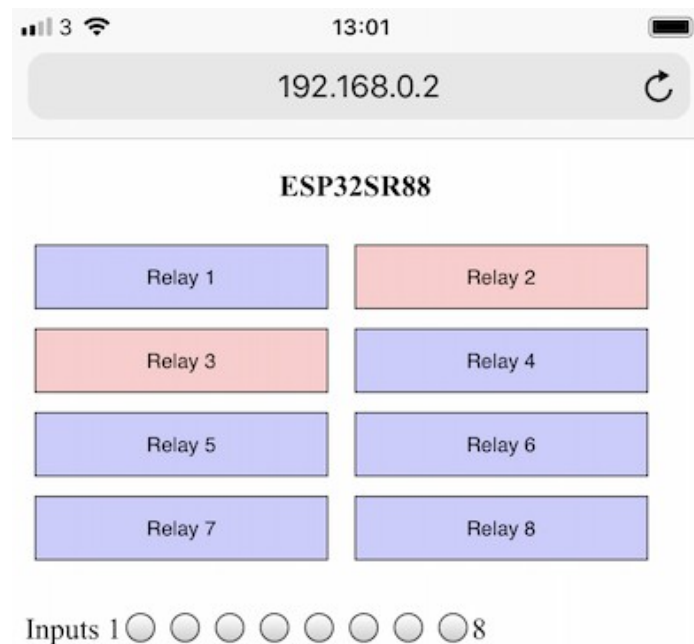 3 13:01
192.168.0.2
ESP32SR88
Relay 1 Relay 2
Relay 3 Relay 4
Relay 5 Relay 6
Relay 7 Relay 8
Inputs 1 8